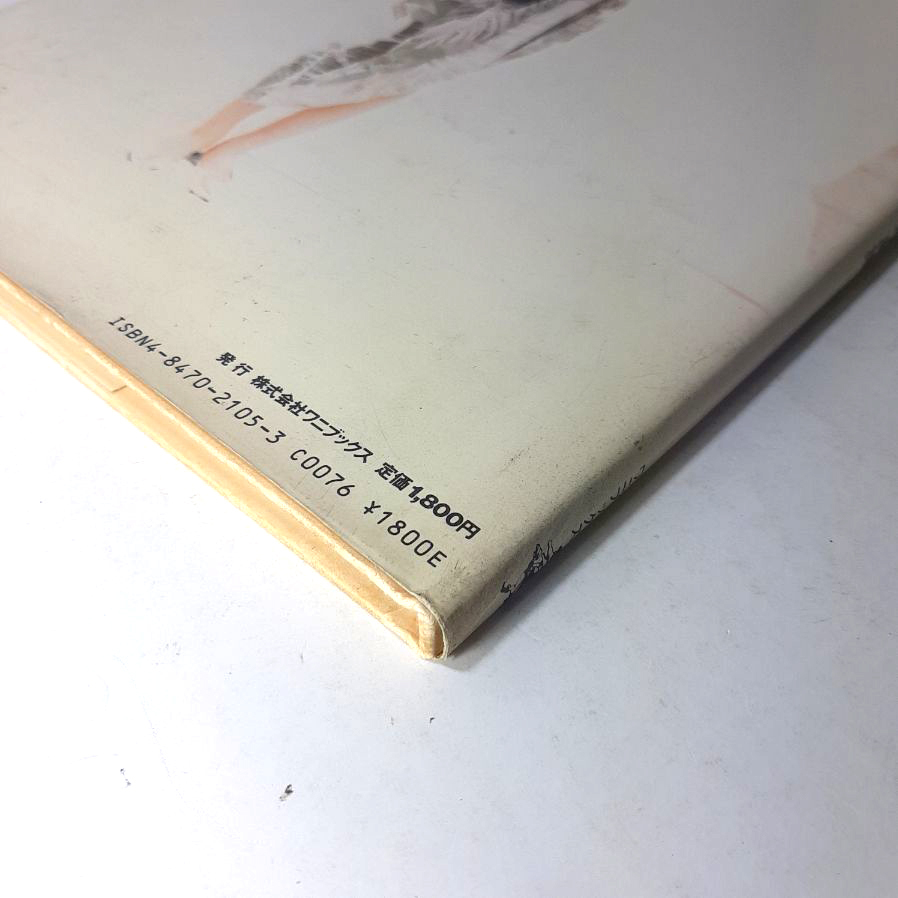 発行 株式会社ワニブックス 定価1,800円
ISBN4-8470-2105-3 C0076 ¥1800E